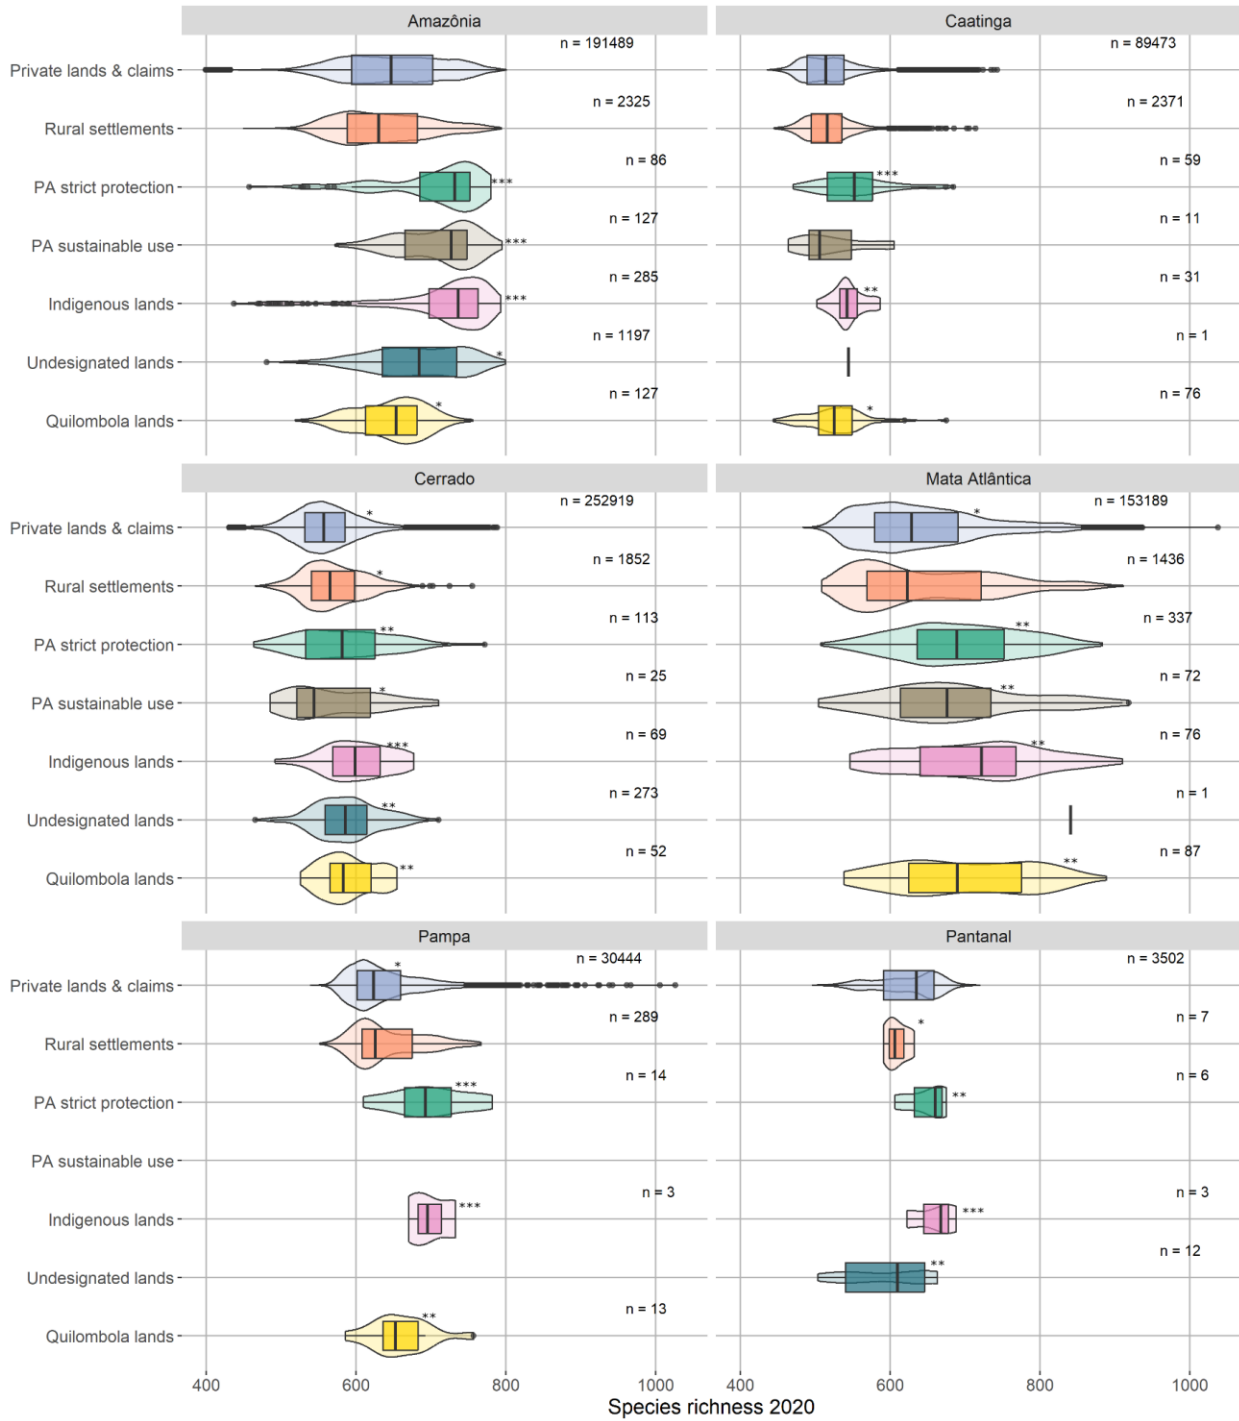 Amazônia
Caatinga
Private lands & claims
n = 191489
n = 89473
Rural settlements
n = 2325
n = 2371
PA strict protection
n = 86
***
n = 59
***
PA sustainable use
n = 127
***
n = 11
Indigenous lands
n = 285
***
n = 31
**
Undesignated lands
n = 1197
*
n = 1
Quilombola lands
n = 127
*
n = 76
*
Cerrado
Mata Atlântica
Private lands & claims
n = 252919
*
n = 153189
*
Rural settlements
n = 1852
*
n = 1436
PA strict protection
n = 113
**
n = 337
**
PA sustainable use
n = 25
*
n = 72
**
Indigenous lands
n = 69
***
n = 76
**
Undesignated lands
n = 273
**
n = 1
Quilombola lands
n = 52
**
n = 87
**
Pampa
Pantanal
Private lands & claims
n = 30444
*
n = 3502
Rural settlements
n = 289
n = 7
*
PA strict protection
n = 14
***
n = 6
**
PA sustainable use
Indigenous lands
n = 3
***
n = 3
***
Undesignated lands
n = 12
**
Quilombola lands
n = 13
**
400 600 800 1000
400 600 800 1000
Species richness 2020